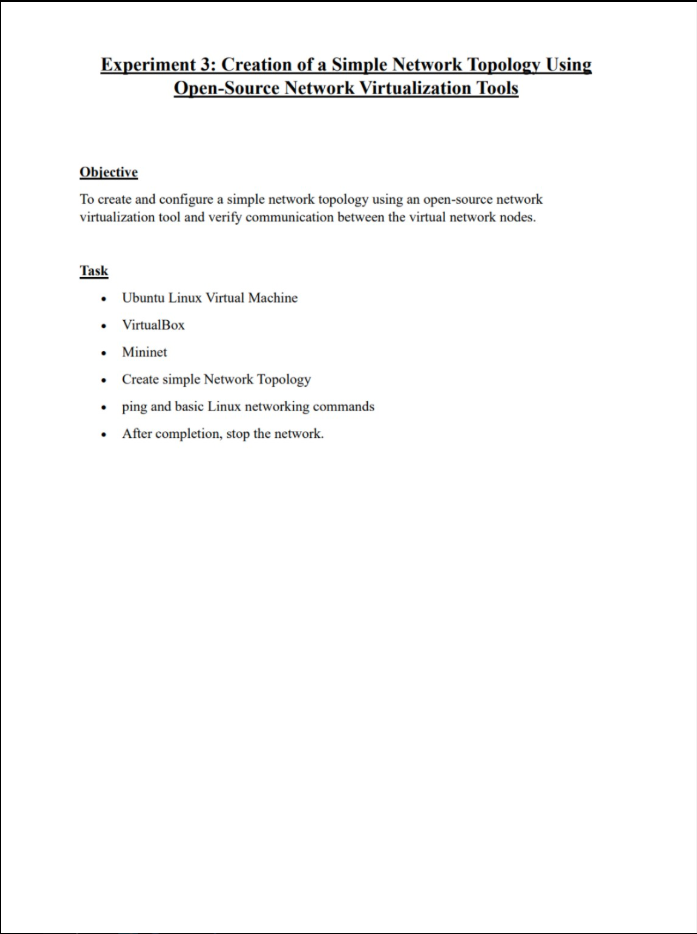 Experiment 3: Creation of a Simple Network Topology Using
Open-Source Network Virtualization Tools
Objective
To create and configure a simple network topology using an open-source network
virtualization tool and verify communication between the virtual network nodes.
Task
• Ubuntu Linux Virtual Machine
• VirtualBox
• Mininet
• Create simple Network Topology
• ping and basic Linux networking commands
• After completion, stop the network.